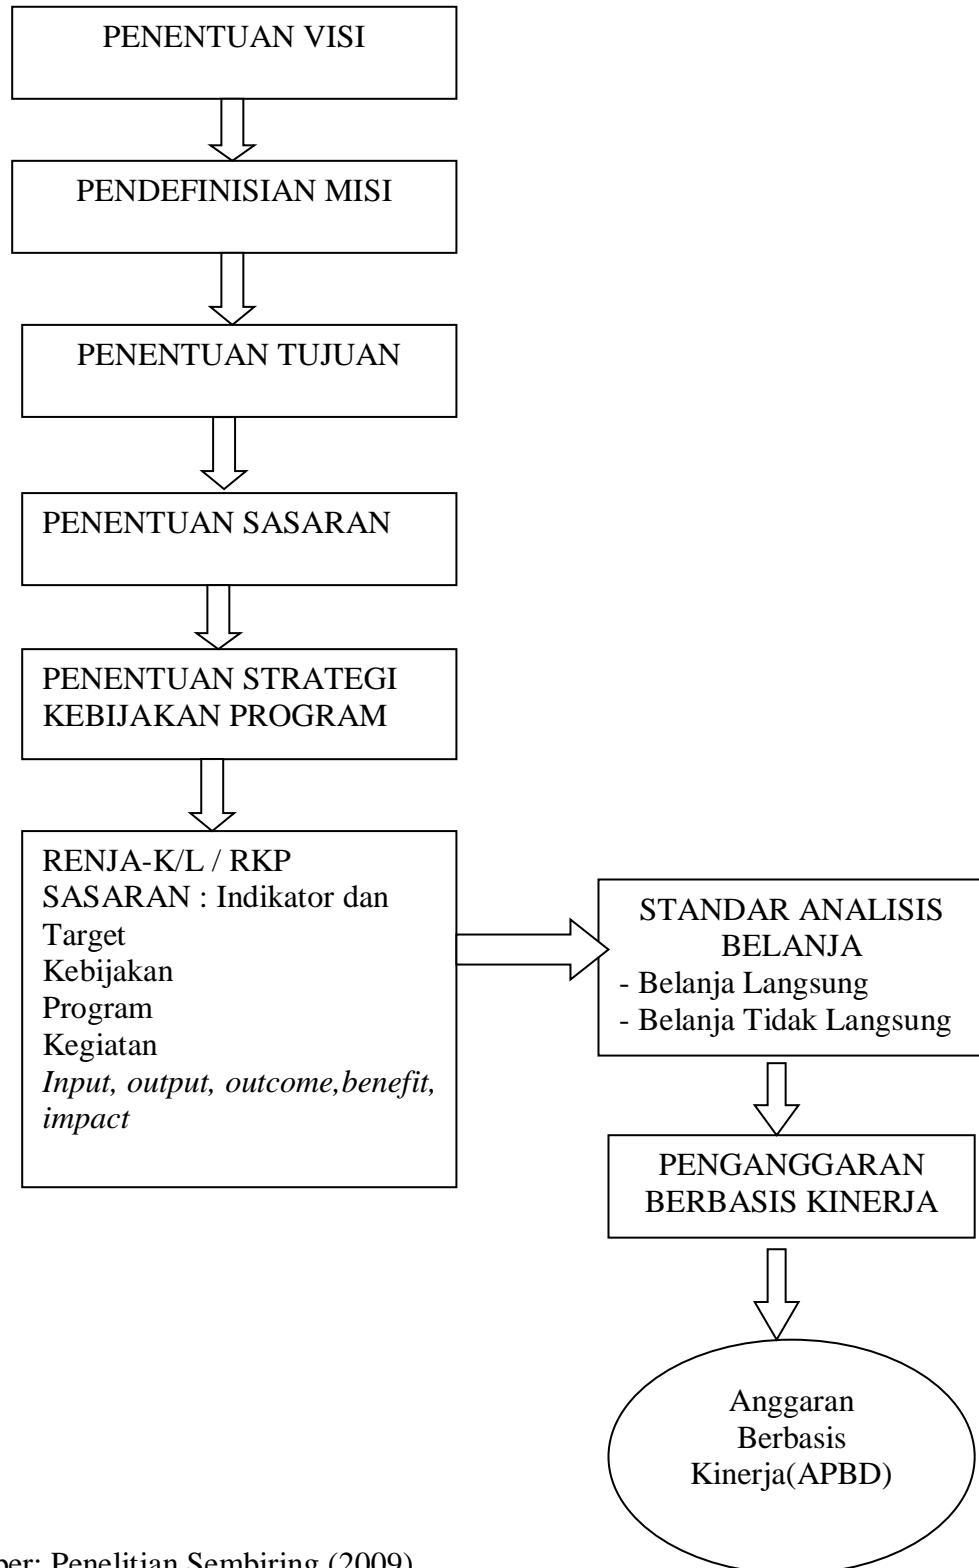 PENENTUAN VISI
PENDEFINISIAN MISI
PENENTUAN TUJUAN
PENENTUAN SASARAN
PENENTUAN STRATEGI
KEBIJAKAN PROGRAM
RENJA-K/L / RKP
SASARAN : Indikator dan
Target
Kebijakan
Program
Kegiatan
Input, output, outcome,benefit,
impact
STANDAR ANALISIS
BELANJA
- Belanja Langsung
- Belanja Tidak Langsung
PENGANGGARAN
BERBASIS KINERJA
Anggaran
Berbasis
Kinerja(APBD)
Penelitian Sembiring (2009)